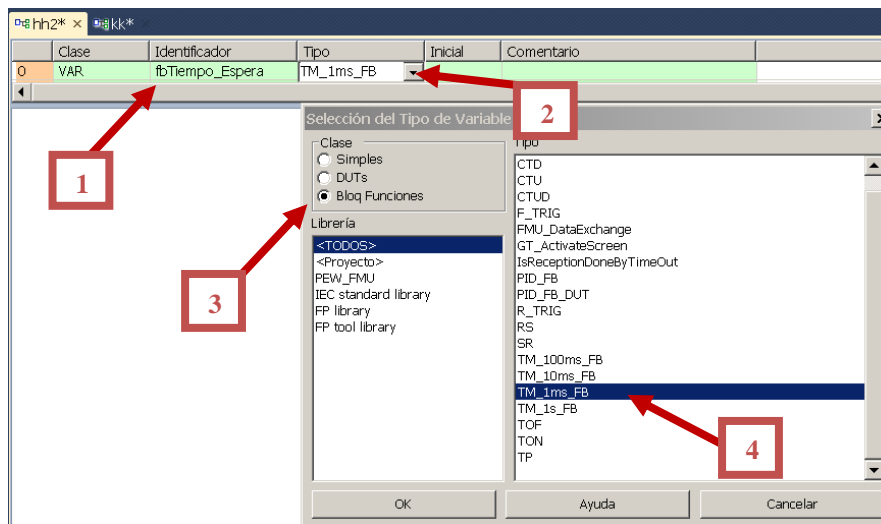 hh2* × kk*
Clase Identificador Tipo Inicial Comentario
0 VAR fbTiempo_Espera TM_1ms_FB
1
2
Selección del Tipo de Variable
Clase
Simples
DUTs
Bloq Funciones
3
Librería
<TODOS>
<Proyecto>
PEW_FMU
IEC standard library
FP library
FP tool library
Tipo
CTD
CTU
CTUD
F_TRIG
FMU_DataExchange
GT_ActivateScreen
IsReceptionDoneByTimeOut
PID_FB
PID_FB_DUT
R_TRIG
RS
SR
TM_100ms_FB
TM_10ms_FB
TM_1ms_FB
TM_1s_FB
TOF
TON
TP
4
OK Ayuda Cancelar